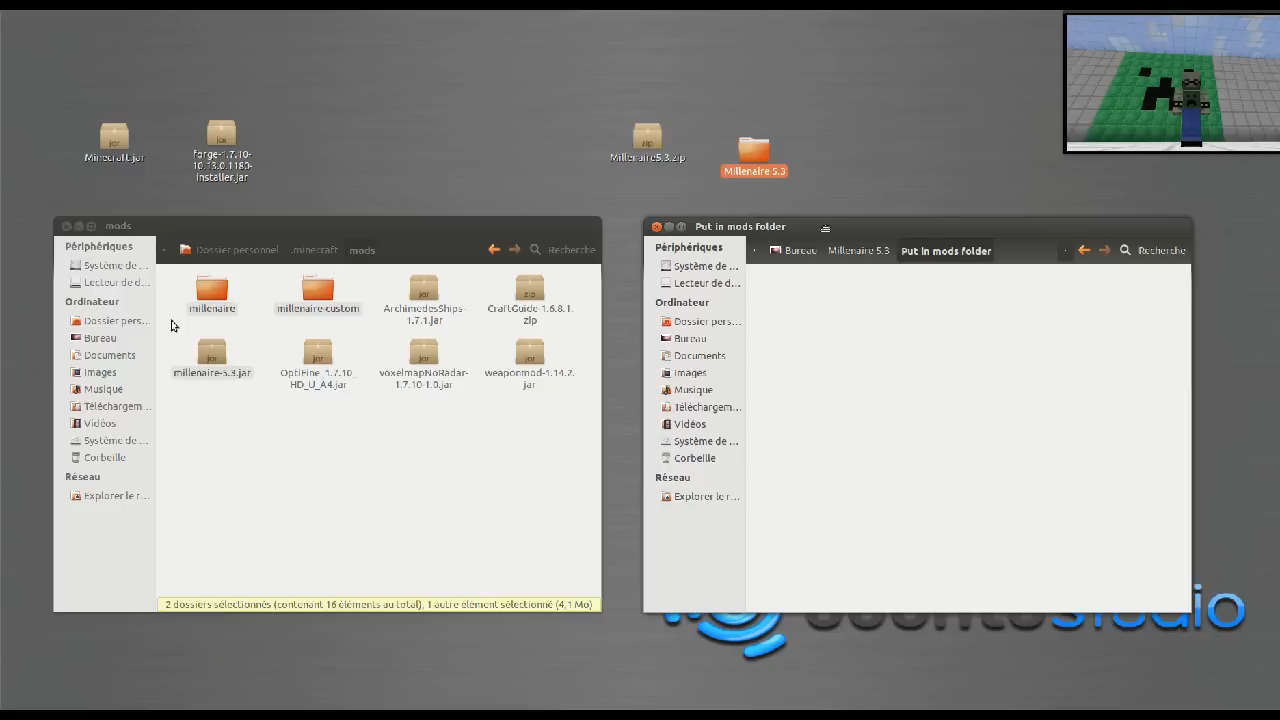 Minecraft.jar
forge-1.7.10-
10.13.0.1180-
installer.jar
Millenaire5.3.zip
Millenaire 5.3
mods
Périphériques
Système de ...
Lecteur de d...
Ordinateur
Dossier pers...
Bureau
Documents
Images
Musique
Téléchargem...
Vidéos
Système de ...
Corbeille
Réseau
Explorer le r...
Dossier personnel
.minecraft
mods
Recherche
millenaire
millenaire-custom
ArchimedesShips-
1.7.1.jar
CraftGuide-1.6.8.1.
zip
millenaire-5.3.jar
OptiFine_1.7.10_
HD_U_A4.jar
voxelmapNoRadar-
1.7.10-1.0.jar
weaponmod-1.14.2.
jar
2 dossiers sélectionnés (contenant 16 éléments au total), 1 autre élément sélectionné (4,1 Mo)
Put in mods folder
Périphériques
Système de ...
Lecteur de d...
Ordinateur
Dossier pers...
Bureau
Documents
Images
Musique
Téléchargem...
Vidéos
Système de ...
Corbeille
Réseau
Explorer le r...
Bureau
Millenaire 5.3
Put in mods folder
Recherche